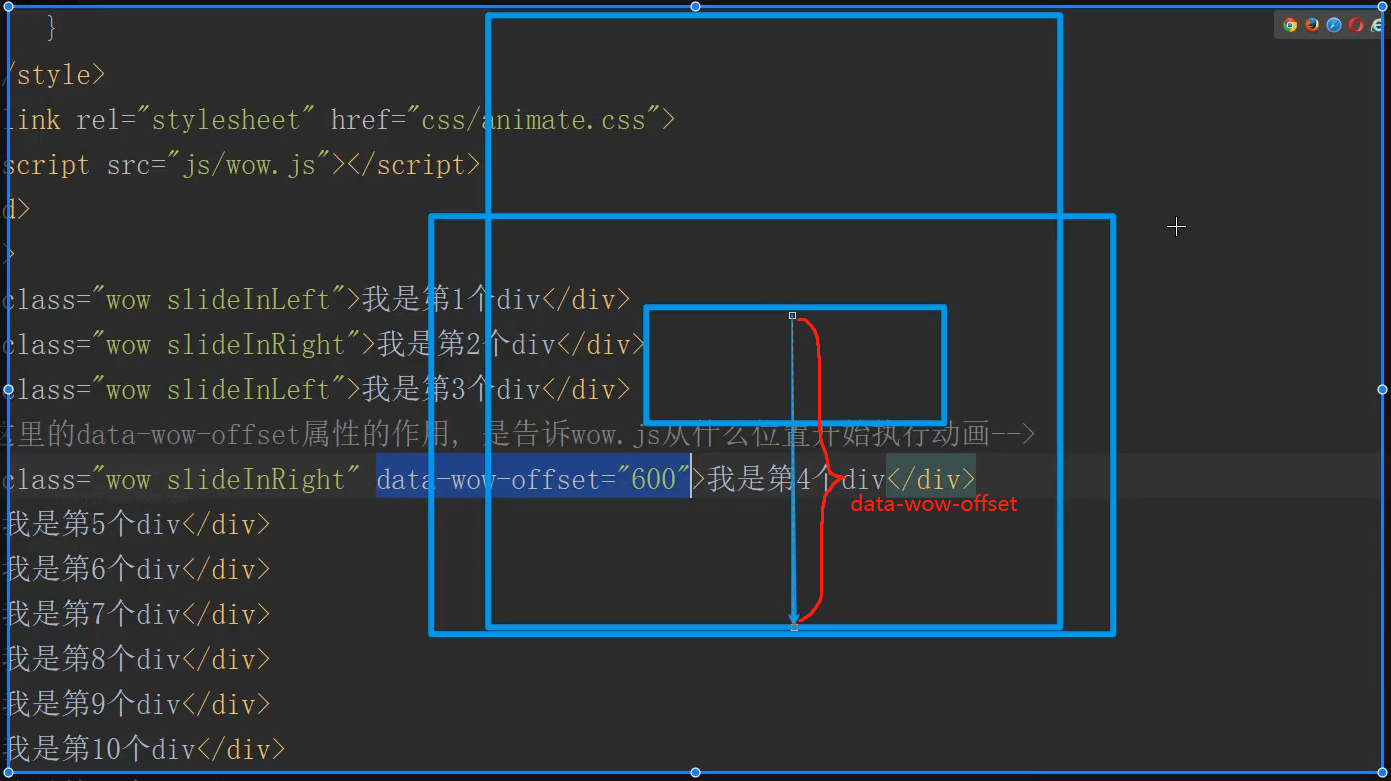 }
/style>
link rel="stylesheet" href="css/animate.css">
script src="js/wow.js"></script>
d>
>
class="wow slideInLeft">我是第1个div</div>
class="wow slideInRight">我是第2个div</div>
class="wow slideInLeft">我是第3个div</div>
这里的data-wow-offset属性的作用, 是告诉wow.js从什么位置开始执行动画-->
class="wow slideInRight" data-wow-offset="600">我是第4个div</div>
data-wow-offset
我是第5个div</div>
我是第6个div</div>
我是第7个div</div>
我是第8个div</div>
我是第9个div</div>
我是第10个div</div>